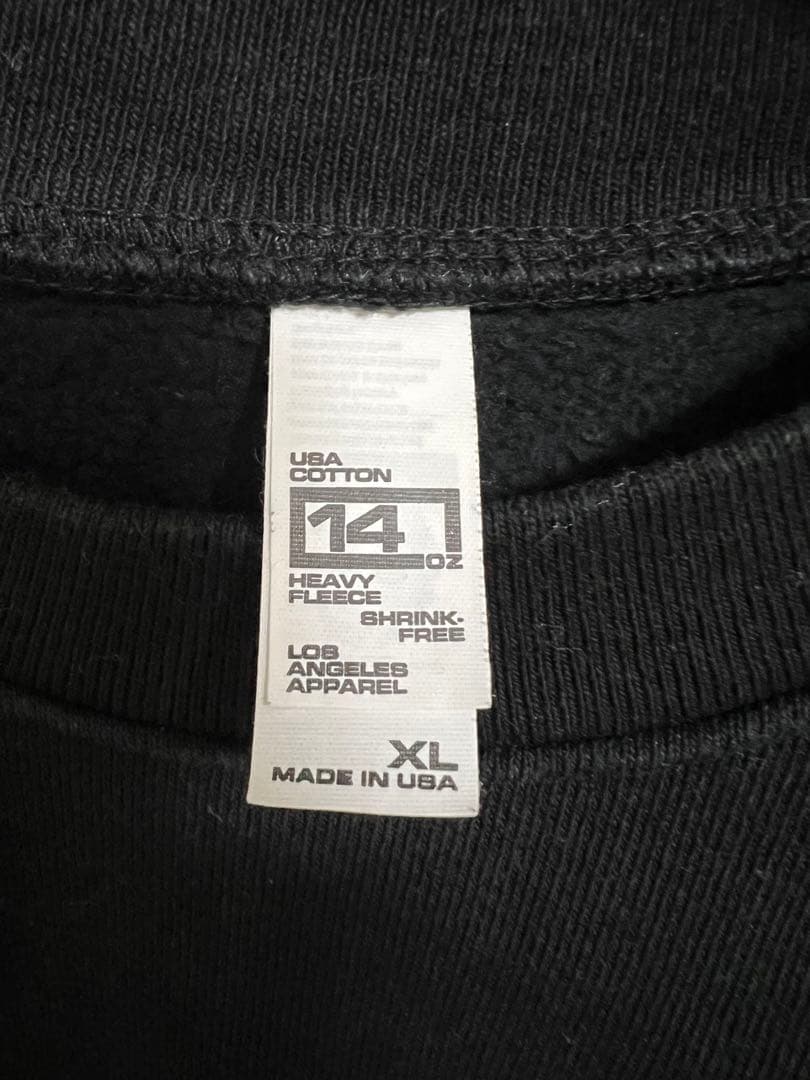 USA
COTTON
14
OZ
HEAVY
FLEECE
SHRINK-
FREE
LOS
ANGELES
APPAREL
XL
MADE IN USA